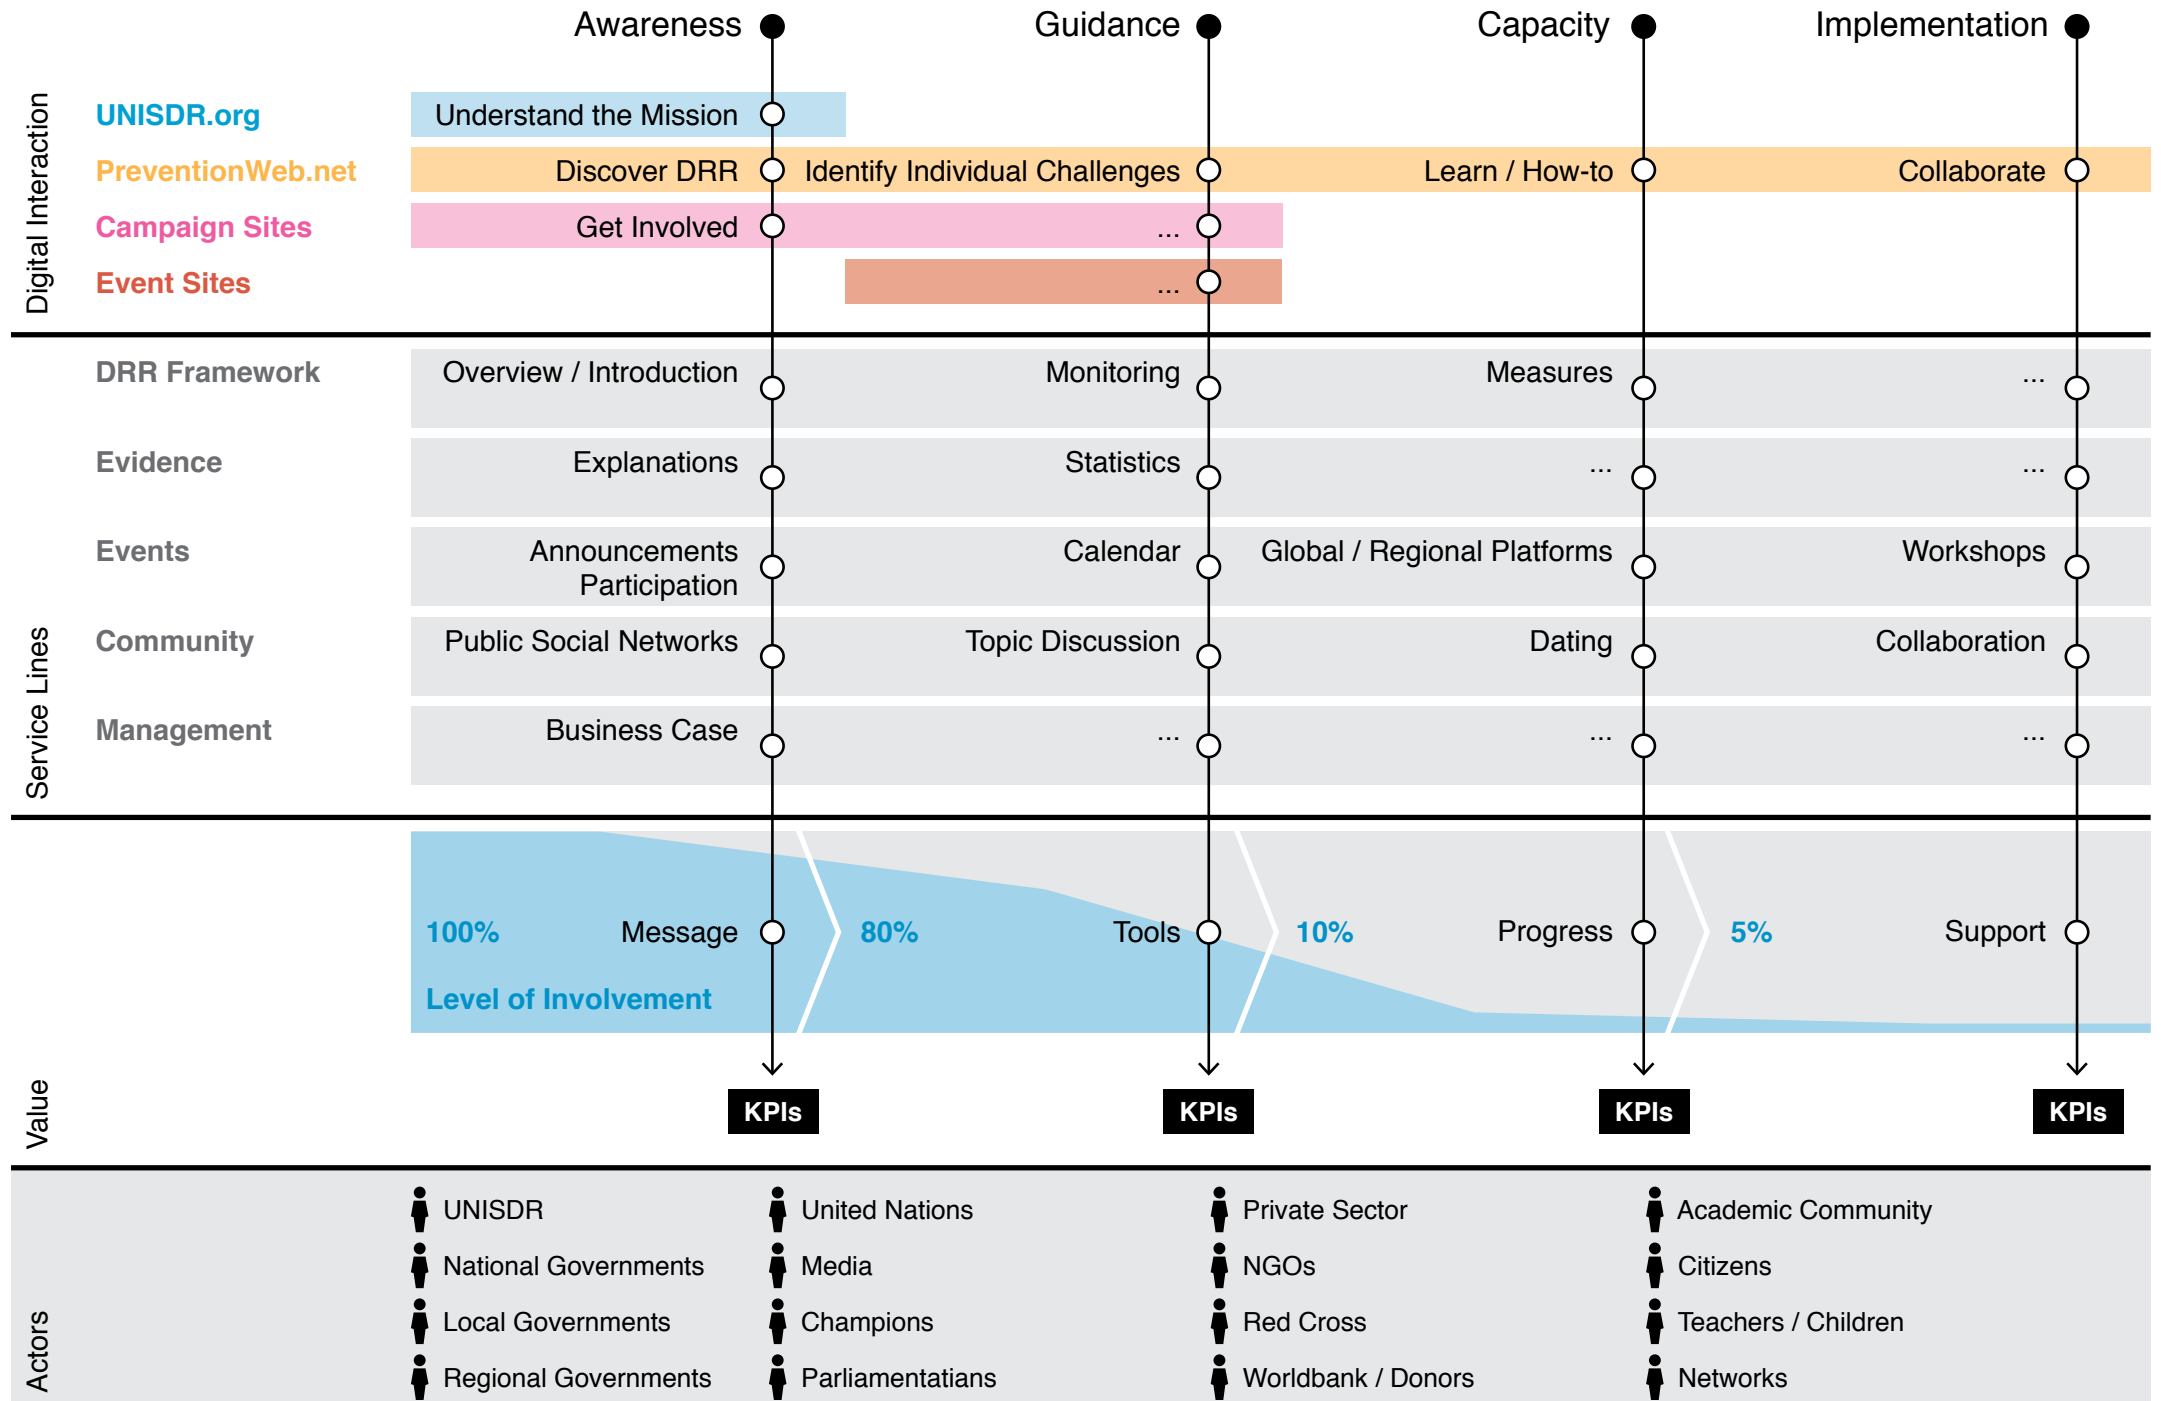 Awareness Guidance Capacity Implementation
Digital Interaction
UNISDR.org Understand the Mission
PreventionWeb.net Discover DRR Identify Individual Challenges Learn / How-to Collaborate
Campaign Sites Get Involved ...
Event Sites ...
Service Lines
DRR Framework Overview / Introduction Monitoring Measures ...
Evidence Explanations Statistics ... ...
Events Announcements Calendar Global / Regional Platforms Workshops
Participation
Community Public Social Networks Topic Discussion Dating Collaboration
Management Business Case ... ... ...
Value
100% Message 80% Tools 10% Progress 5% Support
Level of Involvement
KPIs KPIs KPIs KPIs
Actors
UNISDR United Nations Private Sector Academic Community
National Governments Media NGOs Citizens
Local Governments Champions Red Cross Teachers / Children
Regional Governments Parliamentatians Worldbank / Donors Networks